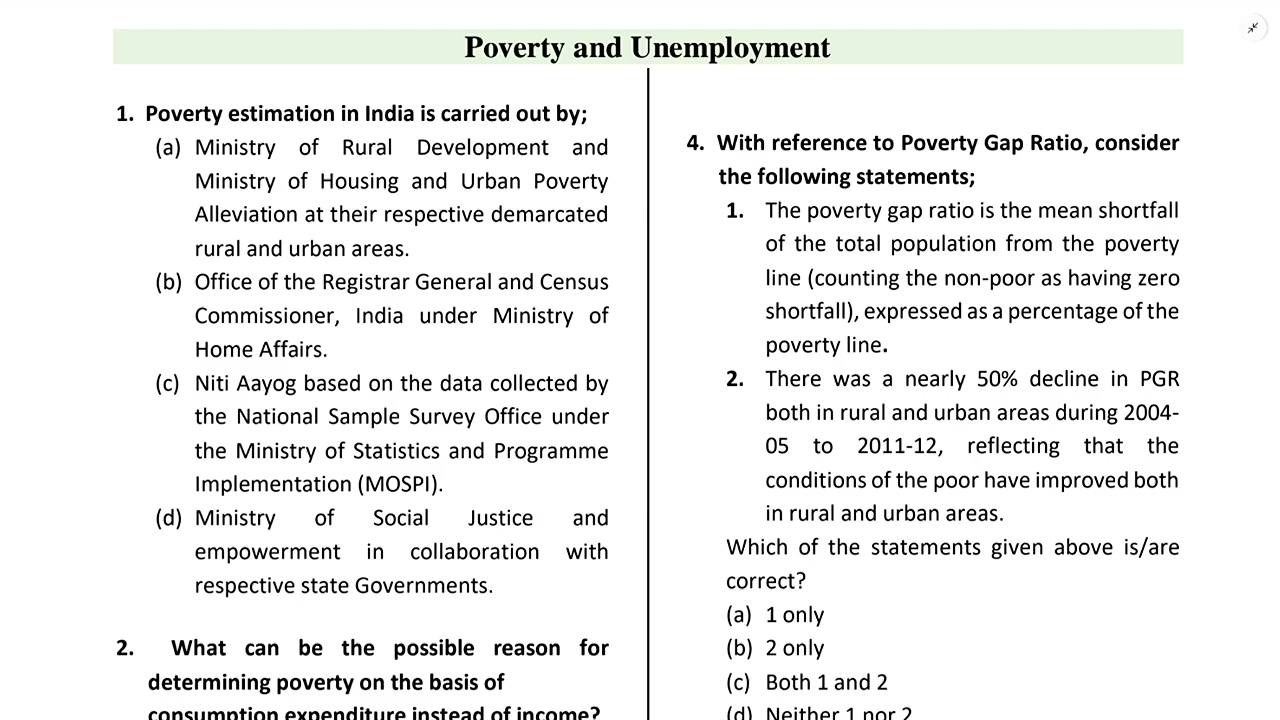 Poverty and Unemployment
1. Poverty estimation in India is carried out by;
(a) Ministry of Rural Development and
Ministry of Housing and Urban Poverty
Alleviation at their respective demarcated
rural and urban areas.
(b) Office of the Registrar General and Census
Commissioner, India under Ministry of
Home Affairs.
(c) Niti Aayog based on the data collected by
the National Sample Survey Office under
the Ministry of Statistics and Programme
Implementation (MOSPI).
(d) Ministry of Social Justice and
empowerment in collaboration with
respective state Governments.
2. What can be the possible reason for
determining poverty on the basis of
consumption expenditure instead of income?
4. With reference to Poverty Gap Ratio, consider
the following statements;
1. The poverty gap ratio is the mean shortfall
of the total population from the poverty
line (counting the non-poor as having zero
shortfall), expressed as a percentage of the
poverty line.
2. There was a nearly 50% decline in PGR
both in rural and urban areas during 2004-
05 to 2011-12, reflecting that the
conditions of the poor have improved both
in rural and urban areas.
Which of the statements given above is/are
correct?
(a) 1 only
(b) 2 only
(c) Both 1 and 2
(d) Neither 1 nor 2